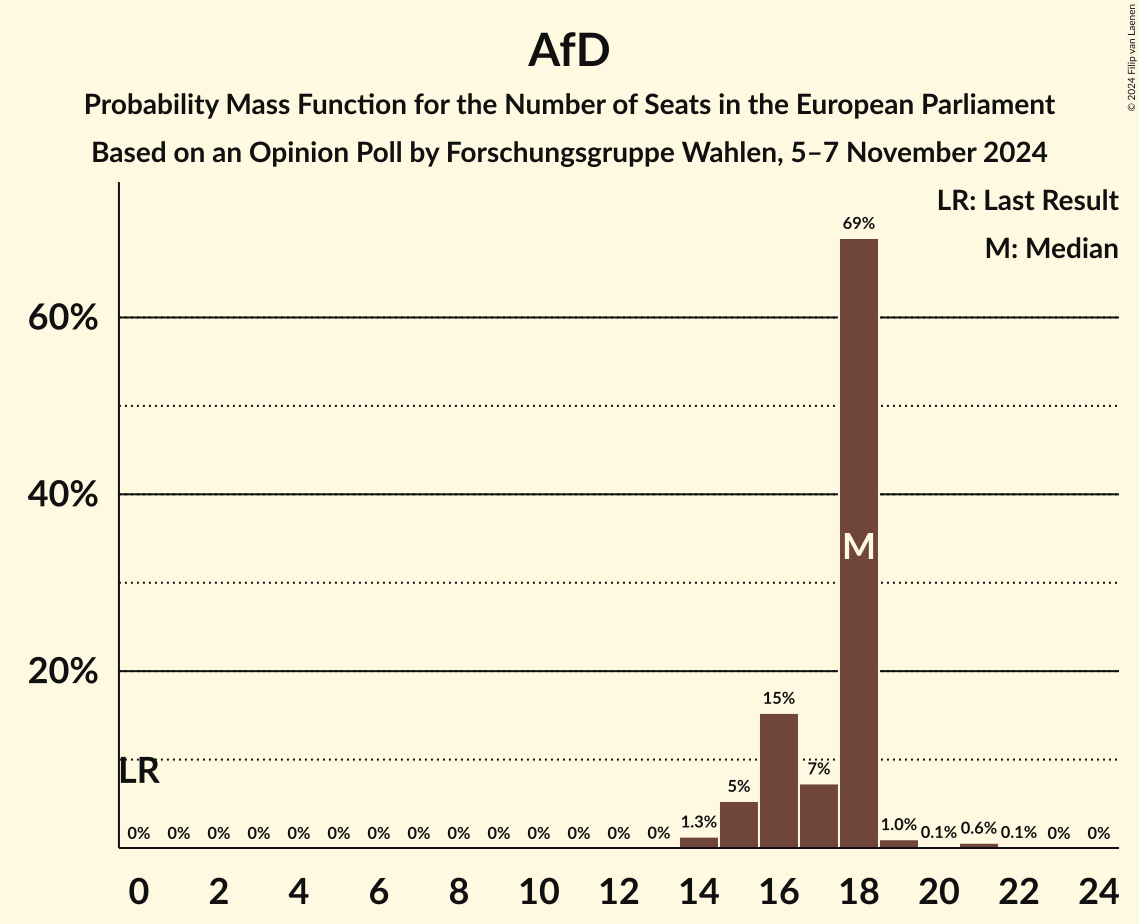 AfD
Probability Mass Function for the Number of Seats in the European Parliament
Based on an Opinion Poll by Forschungsgruppe Wahlen, 5–7 November 2024
© 2024 Filip van Laenen
LR: Last Result
M: Median
69%
60%
40%
M
20%
15%
LR
7%
5%
0% 0% 0% 0% 0% 0% 0% 0% 0% 0% 0% 0% 0% 0% 1.3% 1.0% 0.1% 0.6% 0.1% 0% 0%
0 2 4 6 8 10 12 14 16 18 20 22 24